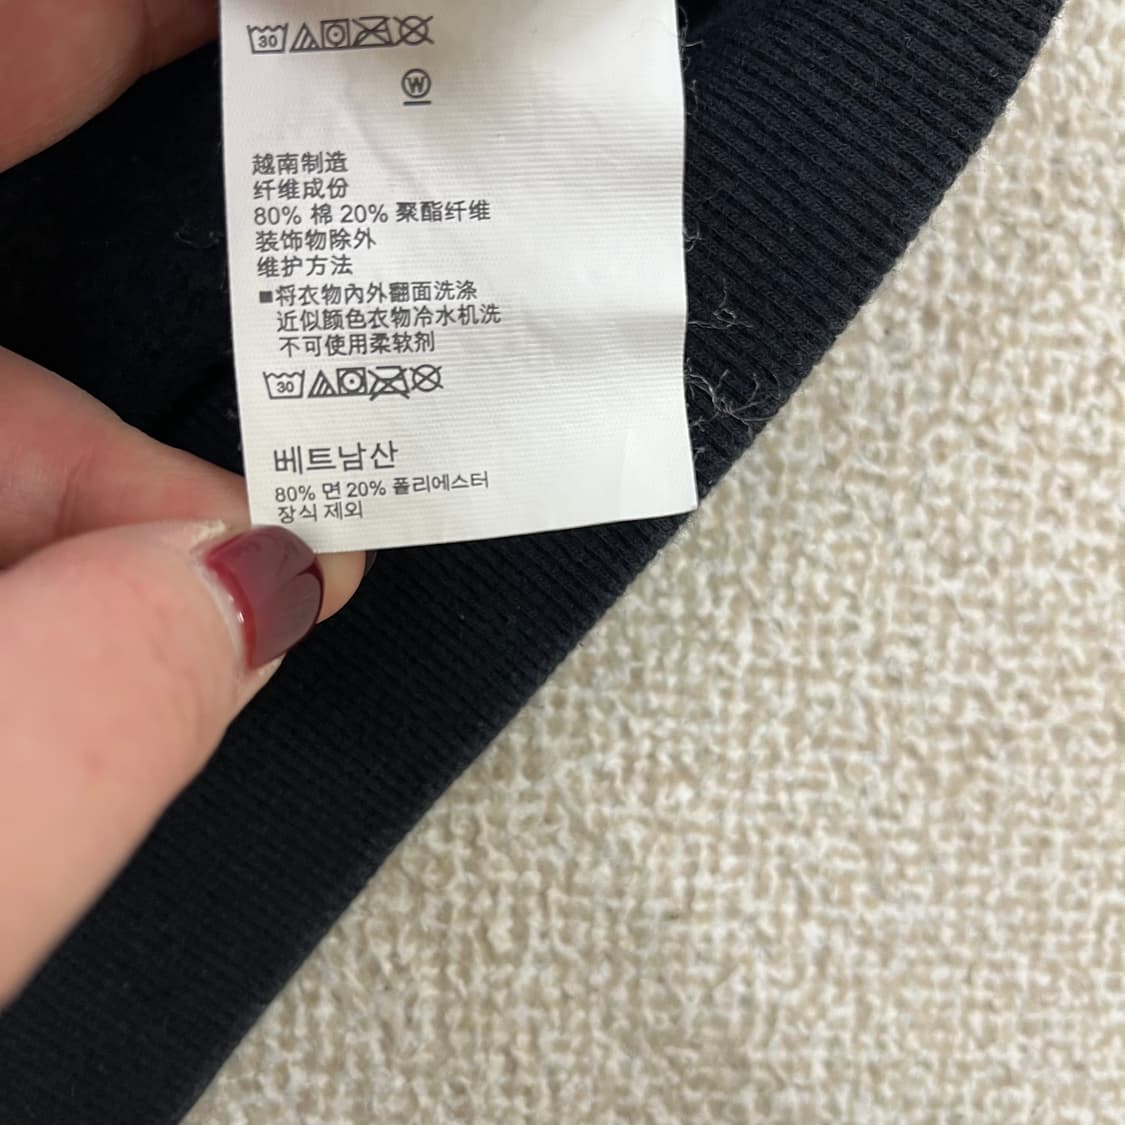 30
W
越南制造
纤维成份
80% 棉 20% 聚酯纤维
装饰物除外
维护方法
■将衣物內外翻面洗涤
近似颜色衣物冷水机洗
不可使用柔软剂
30
베트남산
80% 면 20% 폴리에스터
장식 제외